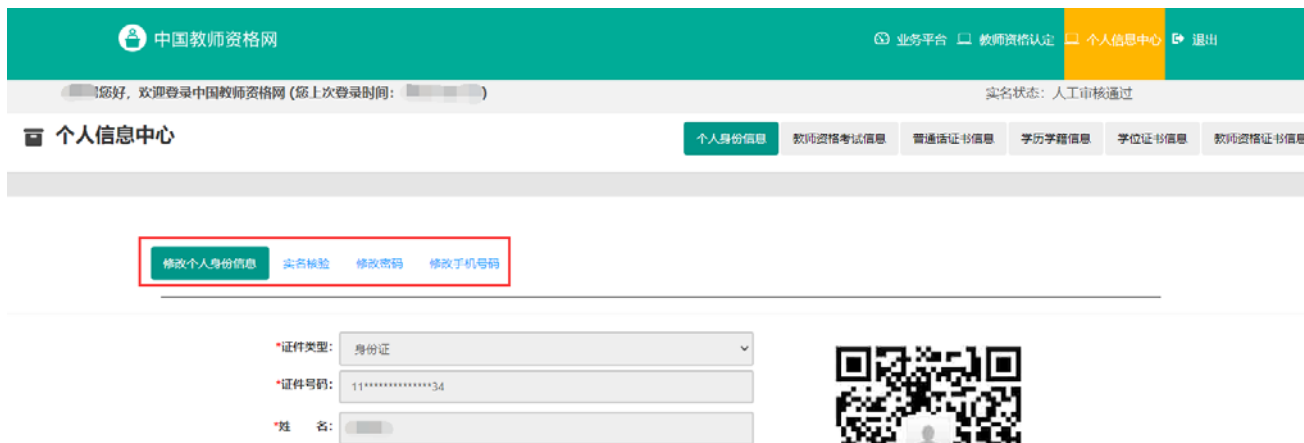 中国教师资格网
业务平台 教师资格认定 个人信息中心 退出
您好，欢迎登录中国教师资格网 (您上次登录时间： )
实名状态：人工审核通过
个人信息中心
个人身份信息 教师资格考试信息 普通话证书信息 学历学籍信息 学位证书信息 教师资格证书信息
修改个人身份信息 实名核验 修改密码 修改手机号码
*证件类型： 身份证
*证件号码： 11**************34
*姓 名：